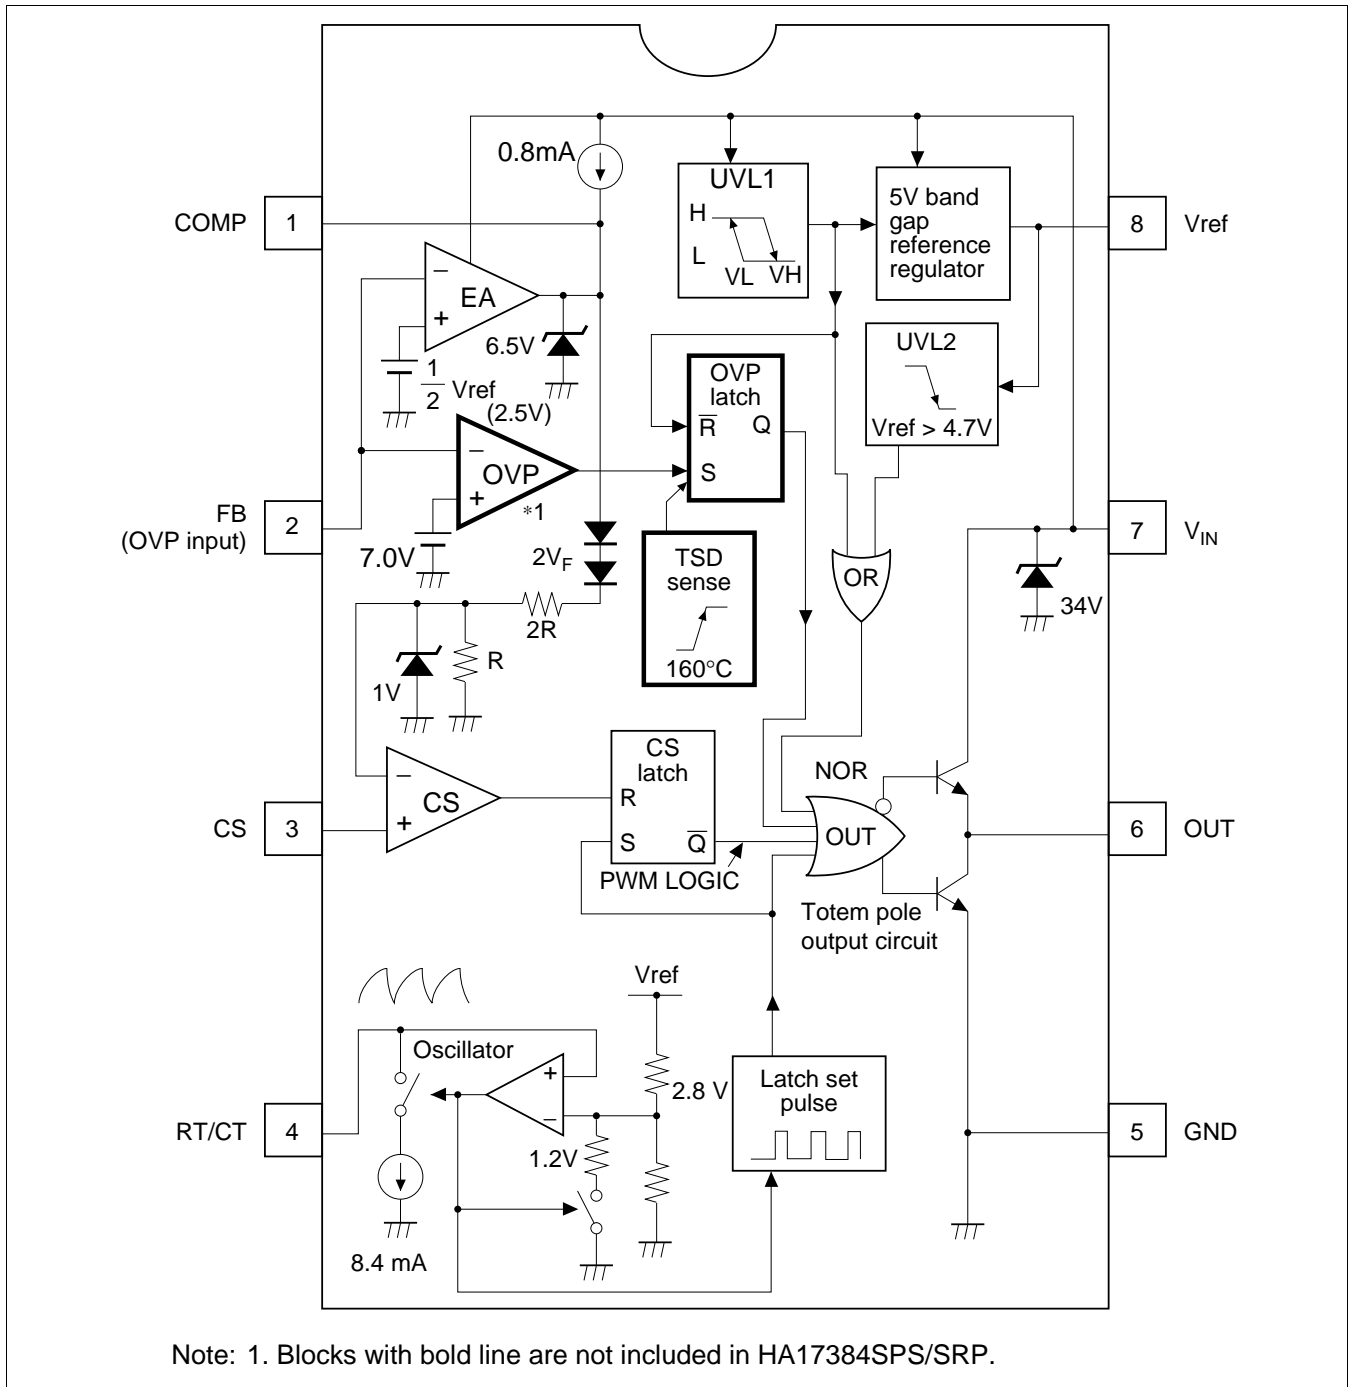 0.8mA
UVL1
H
L
VL
VH
5V band
gap
reference
regulator
COMP
1
8
Vref
−
EA
+
6.5V
1
2
Vref
(2.5V)
UVL2
Vref > 4.7V
OVP
latch
R
Q
S
−
OVP
+
*1
7.0V
FB
(OVP input)
2
7
VIN
2VF
TSD
sense
160°C
OR
34V
2R
R
1V
CS
latch
R
S
Q
NOR
OUT
−
CS
+
CS
3
6
OUT
PWM LOGIC
Totem pole
output circuit
Vref
Oscillator
+
−
2.8 V
1.2V
Latch set
pulse
RT/CT
4
5
GND
8.4 mA
Note: 1. Blocks with bold line are not included in HA17384SPS/SRP.